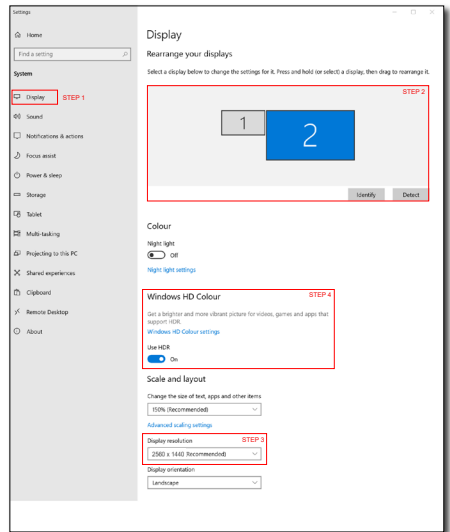 Settings
Home
Find a setting
System
Display STEP 1
Sound
Notifications & actions
Focus assist
Power & sleep
Storage
Tablet
Multi-tasking
Projecting to this PC
Shared experiences
Clipboard
Remote Desktop
About
Display
Rearrange your displays
Select a display below to change the settings for it. Press and hold (or select) a display, then drag to rearrange it.
STEP 2
1
2
Identify Detect
Colour
Night light
Off
Night light settings
Windows HD Colour STEP 4
Get a brighter and more vibrant picture for videos, games and apps that
support HDR.
Windows HD Colour settings
Use HDR
On
Scale and layout
Change the size of text, apps and other items
150% (Recommended)
Advanced scaling settings
Display resolution STEP 3
2560 x 1440 (Recommended)
Display orientation
Landscape